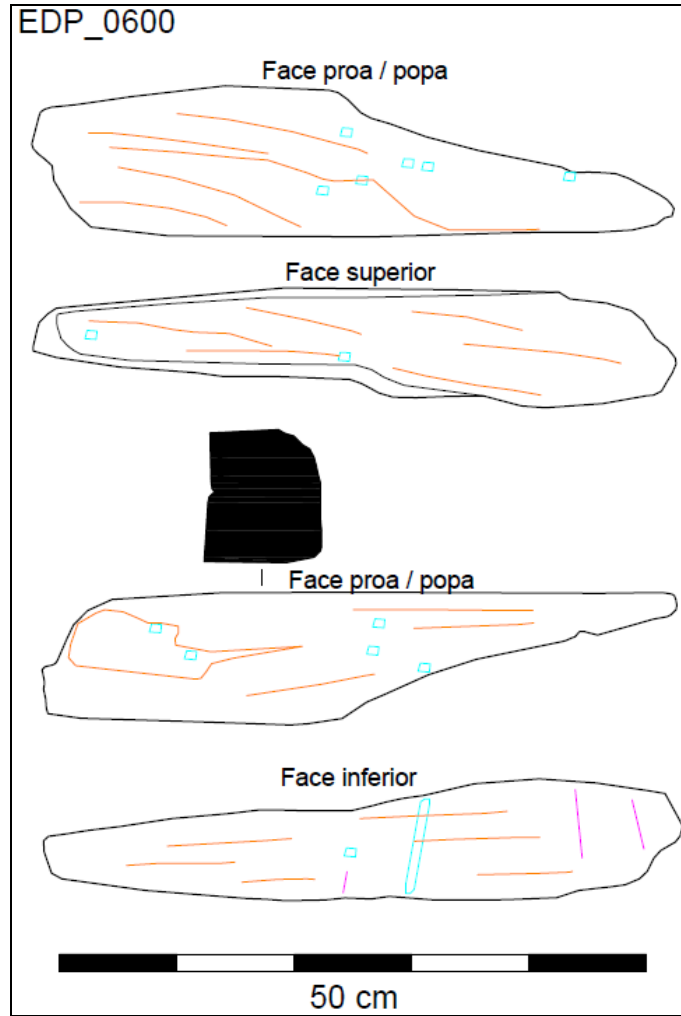 EDP_0600
Face proa / popa
Face superior
Face proa / popa
Face inferior
50 cm